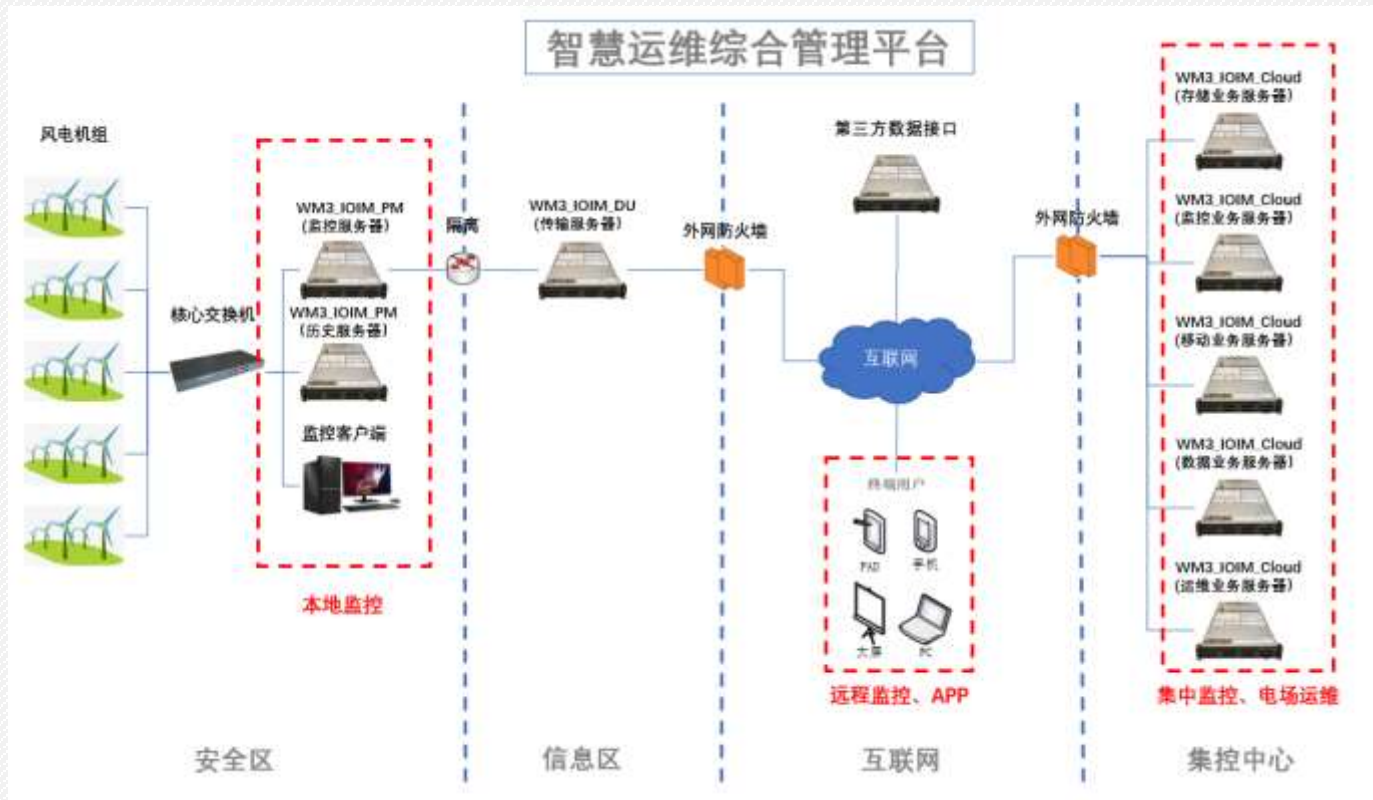 智慧运维综合管理平台
风电机组
核心交换机
WM3_IOIM_PM
(监控服务器)
WM3_IOIM_PM
(历史服务器)
监控客户端
本地监控
隔离
WM3_IOIM_DU
(传输服务器)
外网防火墙
第三方数据接口
互联网
终端用户
PAD
手机
大屏
PC
远程监控、APP
外网防火墙
WM3_IOIM_Cloud
(存储业务服务器)
WM3_IOIM_Cloud
(监控业务服务器)
WM3_IOIM_Cloud
(移动业务服务器)
WM3_IOIM_Cloud
(数据业务服务器)
WM3_IOIM_Cloud
(运维业务服务器)
集中监控、电场运维
安全区
信息区
互联网
集控中心